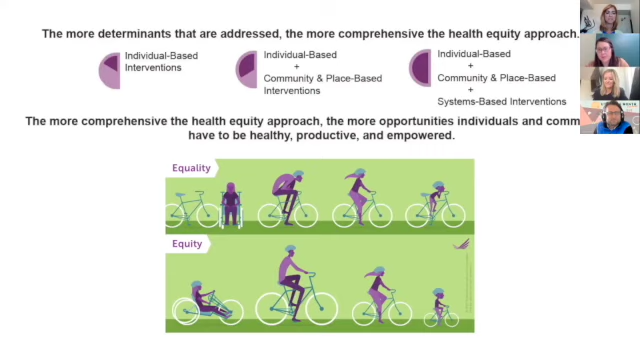 The more determinants that are addressed, the more comprehensive the health equity approach.
Individual-Based
Interventions
Individual-Based
+
Community & Place-Based
Interventions
Individual-Based
+
Community & Place-Based
+
Systems-Based Interventions
The more comprehensive the health equity approach, the more opportunities individuals and comm
have to be healthy, productive, and empowered.
Equality
Equity